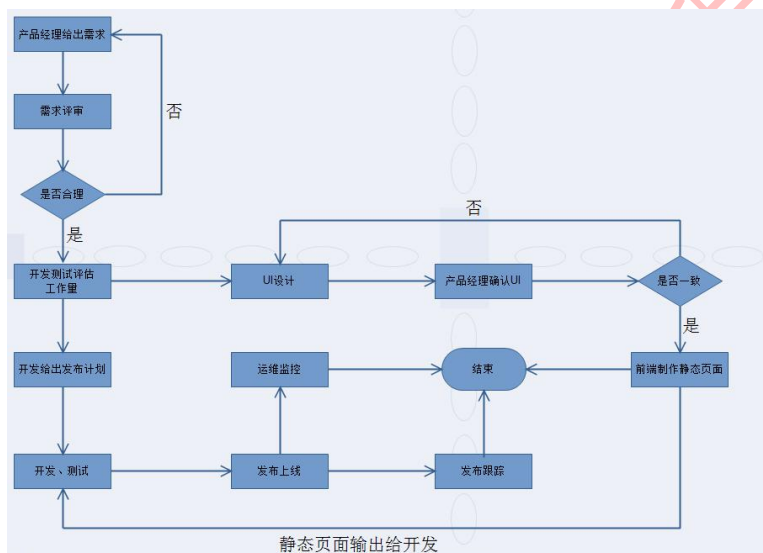 产品经理给出需求
需求评审
否
是否合理
是
否
开发测试评估
工作量
UI设计
产品经理确认UI
是否一致
是
开发给出发布计划
运维监控
结束
前端制作静态页面
开发、测试
发布上线
发布跟踪
静态页面输出给开发